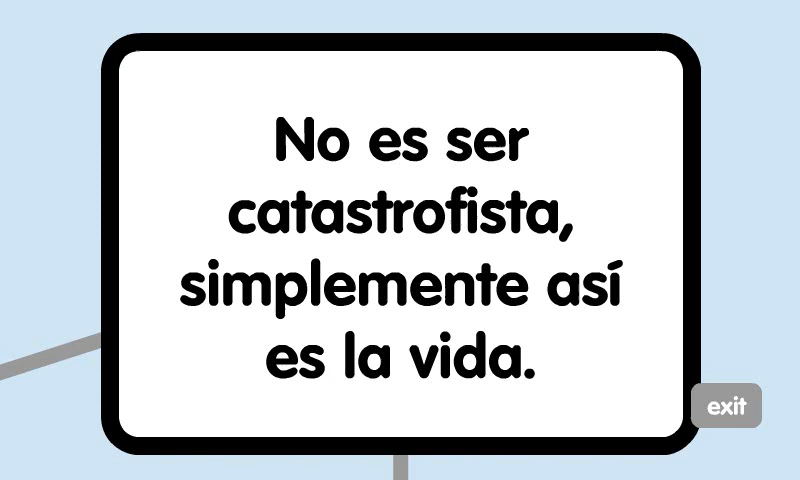 No es ser
catastrofista,
simplemente así
es la vida.
exit